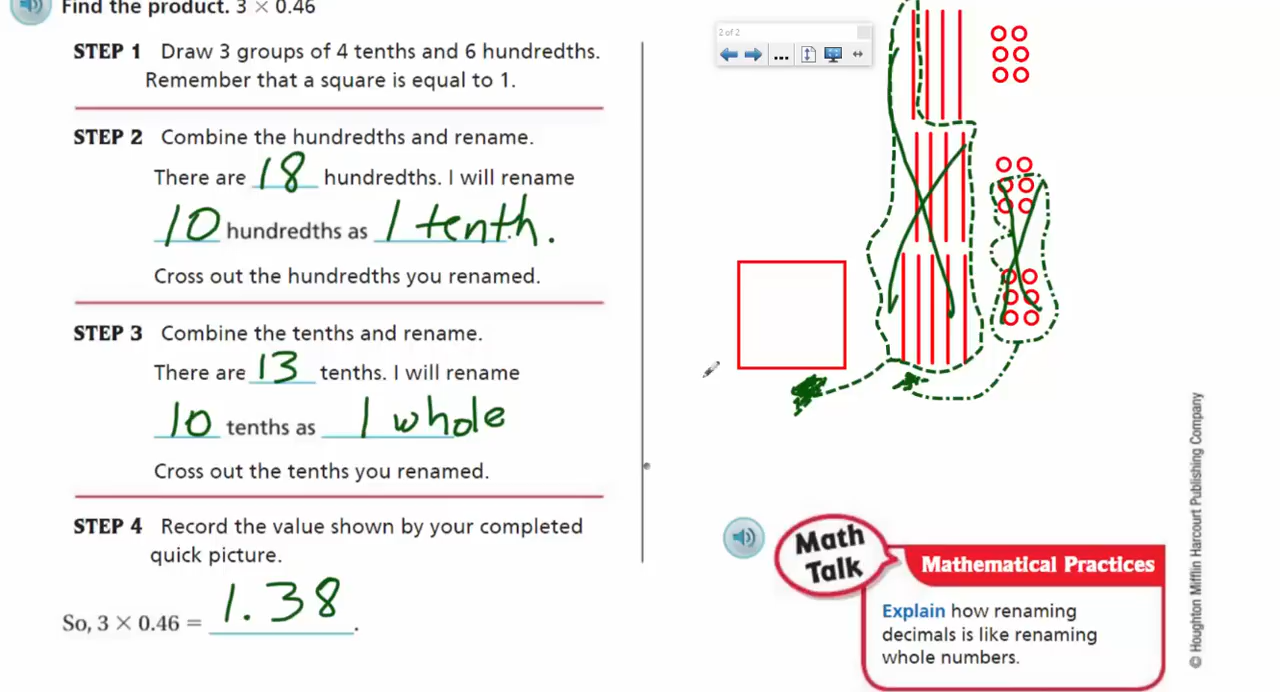 Find the product. 3 × 0.46
STEP 1 Draw 3 groups of 4 tenths and 6 hundredths.
Remember that a square is equal to 1.
STEP 2 Combine the hundredths and rename.
There are 18 hundredths. I will rename
10 hundredths as 1 tenth.
Cross out the hundredths you renamed.
STEP 3 Combine the tenths and rename.
There are 13 tenths. I will rename
10 tenths as 1 whole
Cross out the tenths you renamed.
STEP 4 Record the value shown by your completed
quick picture.
So, 3 × 0.46 = 1.38.
2 of 2
...
Math
Talk
Mathematical Practices
Explain how renaming
decimals is like renaming
whole numbers.
© Houghton Mifflin Harcourt Publishing Company